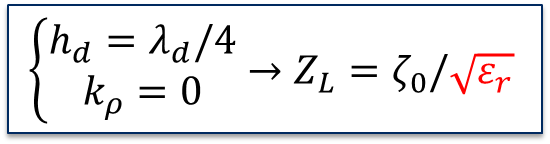 {h_d = λ_d/4
k_ρ = 0 → Z_L = ζ_0/√ε_r